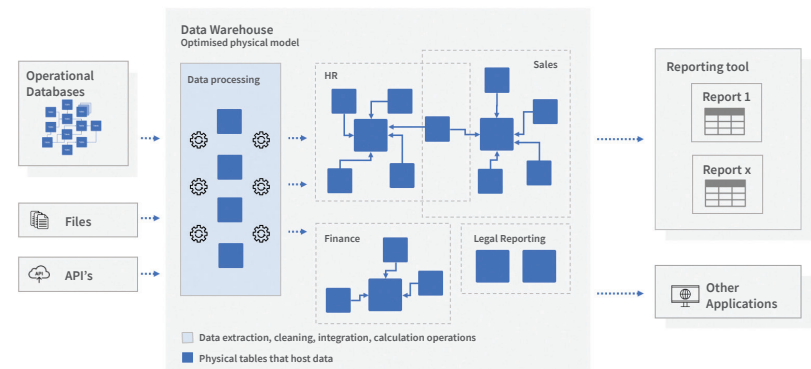 Data Warehouse
Optimised physical model
Operational
Databases
Files
API
API's
Data processing
HR
Sales
Finance
Legal Reporting
Data extraction, cleaning, integration, calculation operations
Physical tables that host data
Reporting tool
Report 1
Report x
Other
Applications